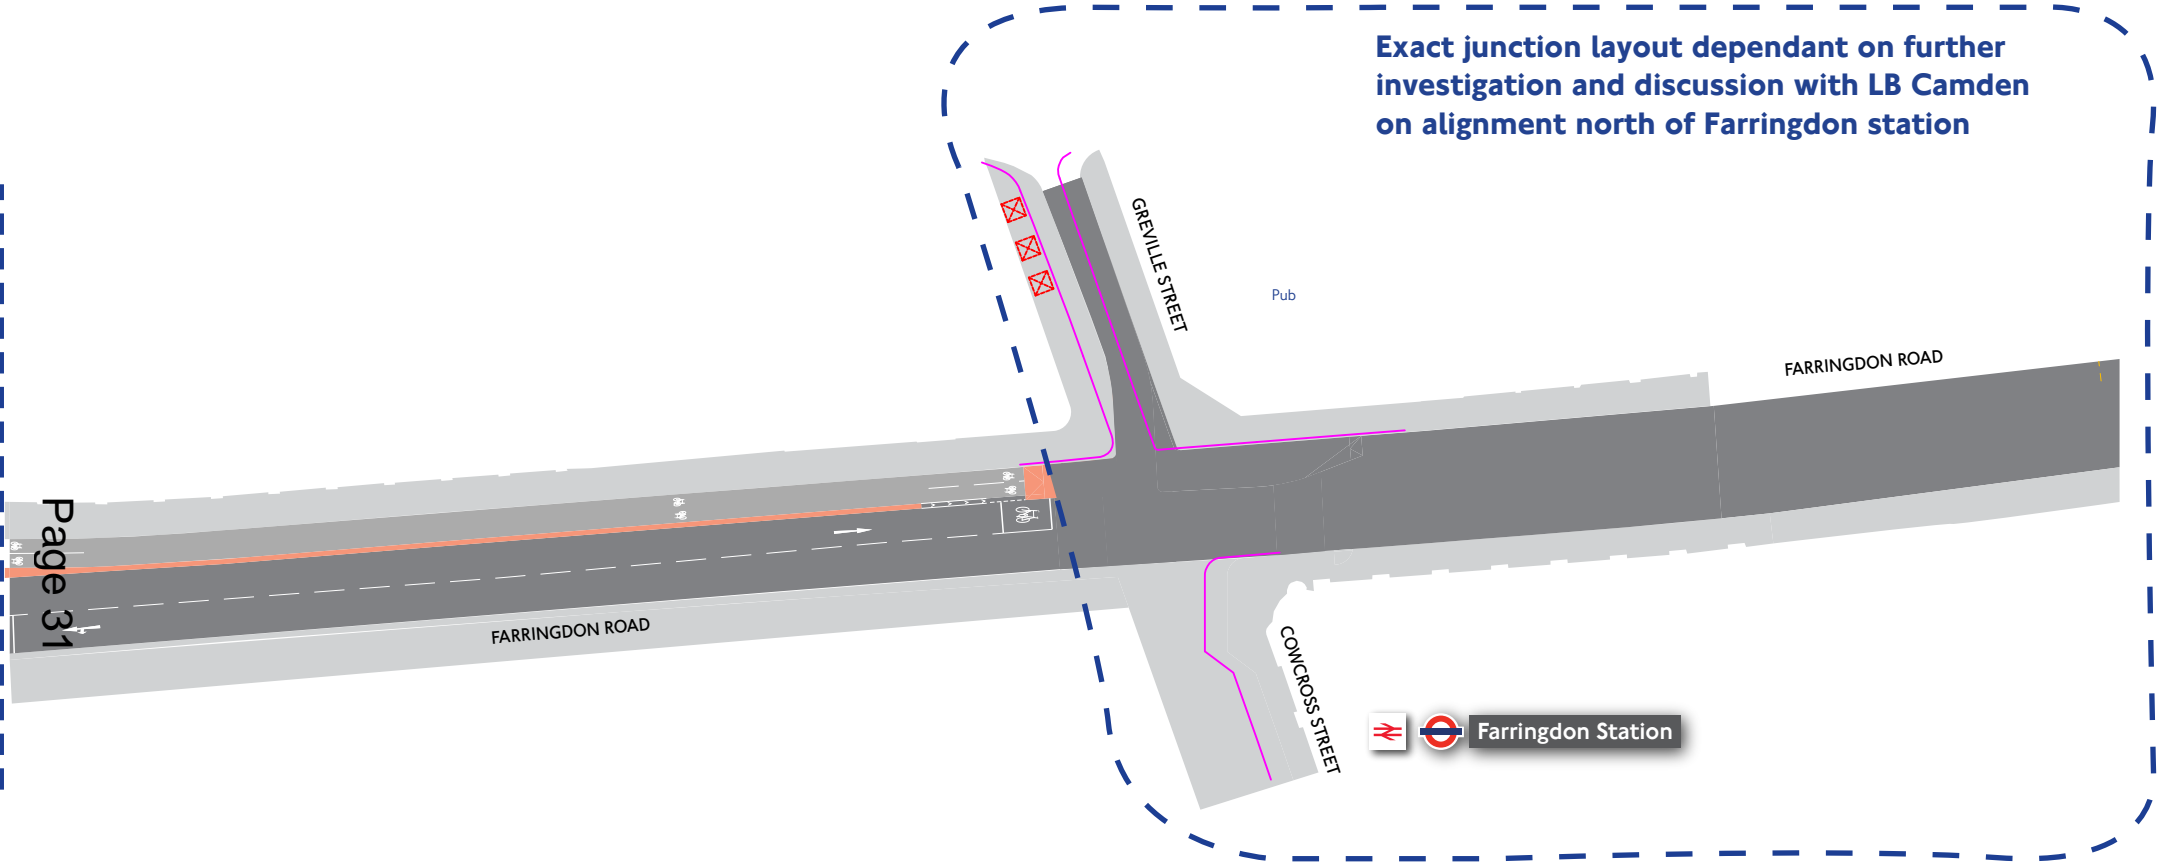 Exact junction layout dependant on further
investigation and discussion with LB Camden
on alignment north of Farringdon station
GREVILLE STREET
Pub
FARRINGDON ROAD
Page 31
FARRINGDON ROAD
COWCROSS STREET
Farringdon Station